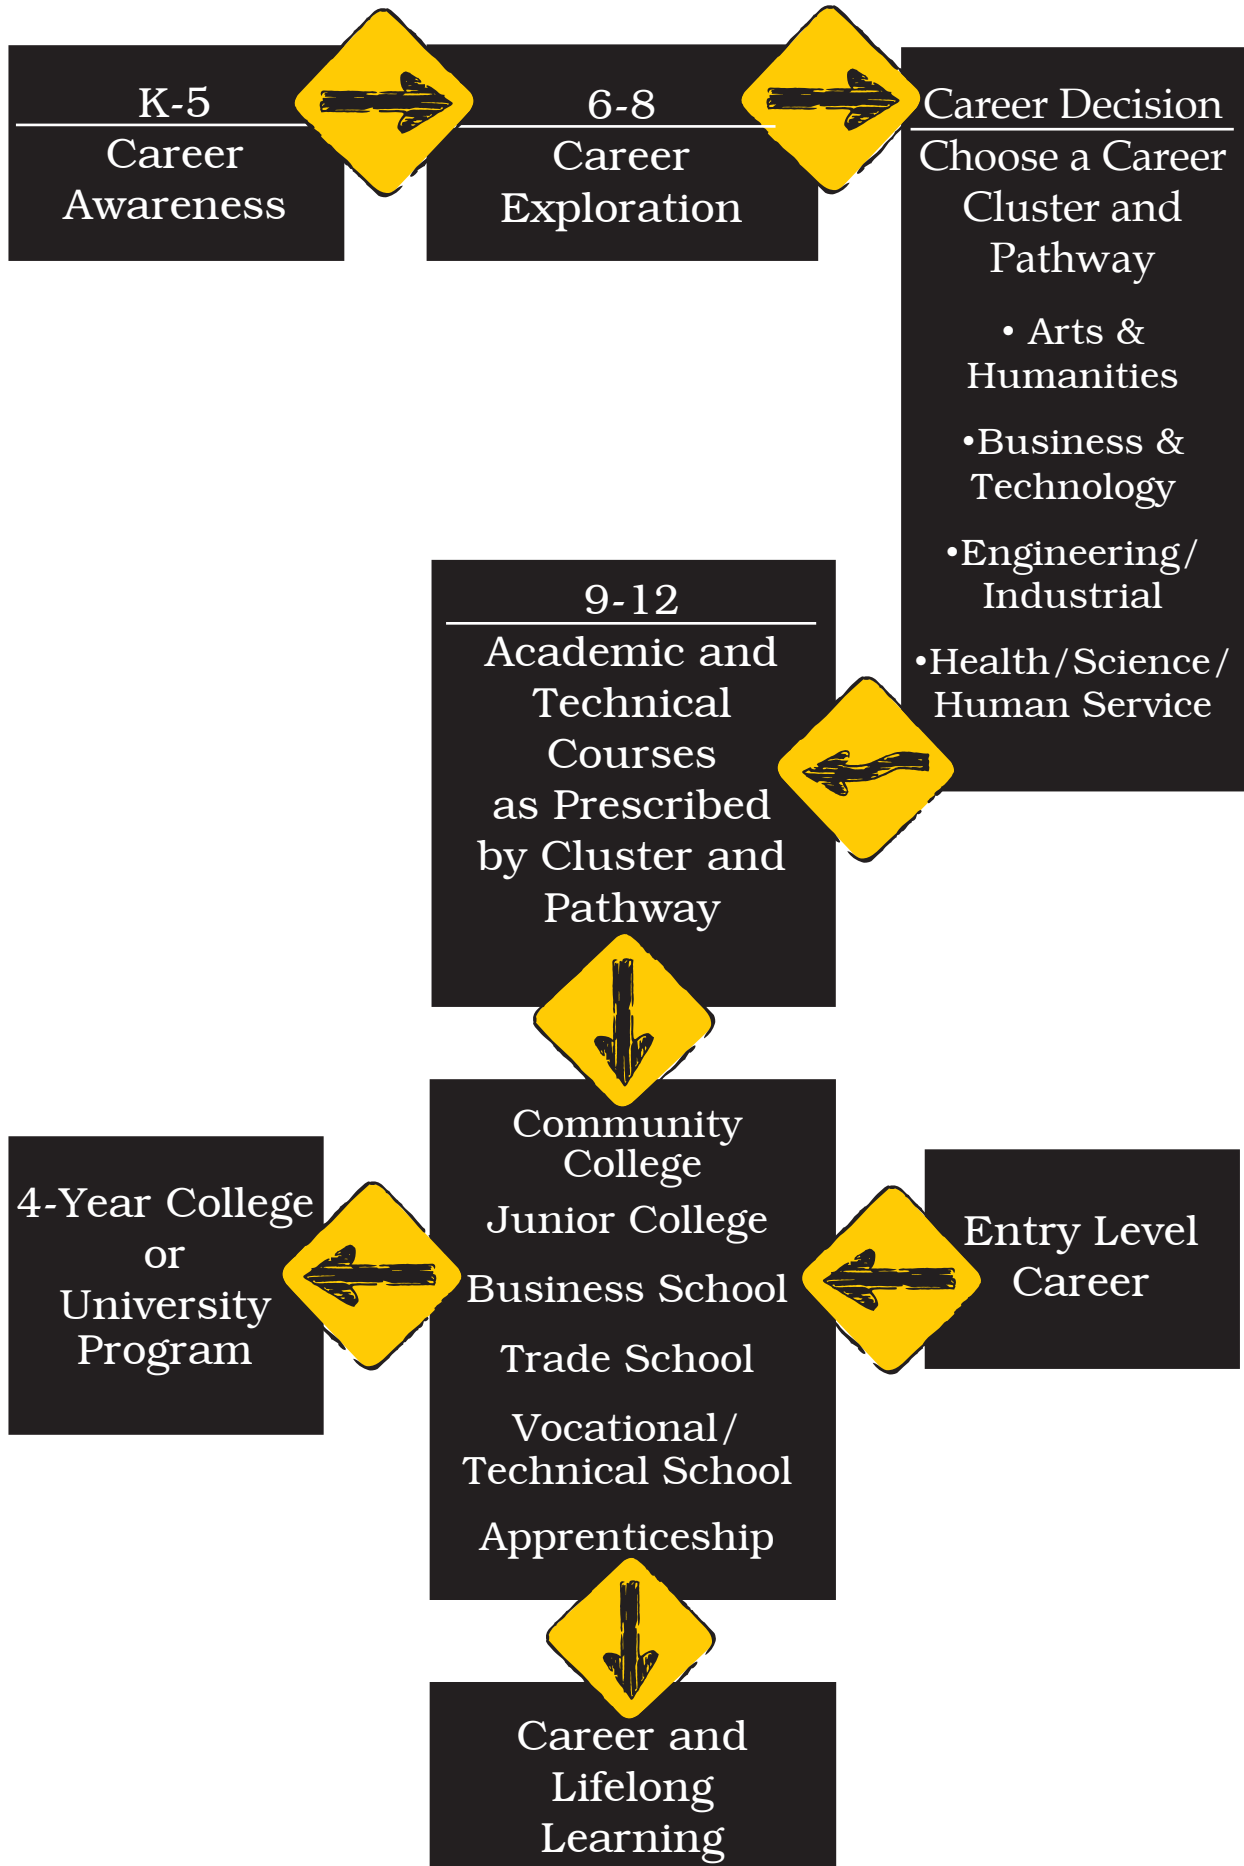 K-5
Career
Awareness
6-8
Career
Exploration
Career Decision
Choose a Career
Cluster and
Pathway
• Arts &
Humanities
•Business &
Technology
•Engineering/
Industrial
•Health/Science/
Human Service
9-12
Academic and
Technical
Courses
as Prescribed
by Cluster and
Pathway
Community
College
Junior College
Business School
Trade School
Vocational/
Technical School
Apprenticeship
4-Year College
or
University
Program
Entry Level
Career
Career and
Lifelong
Learning